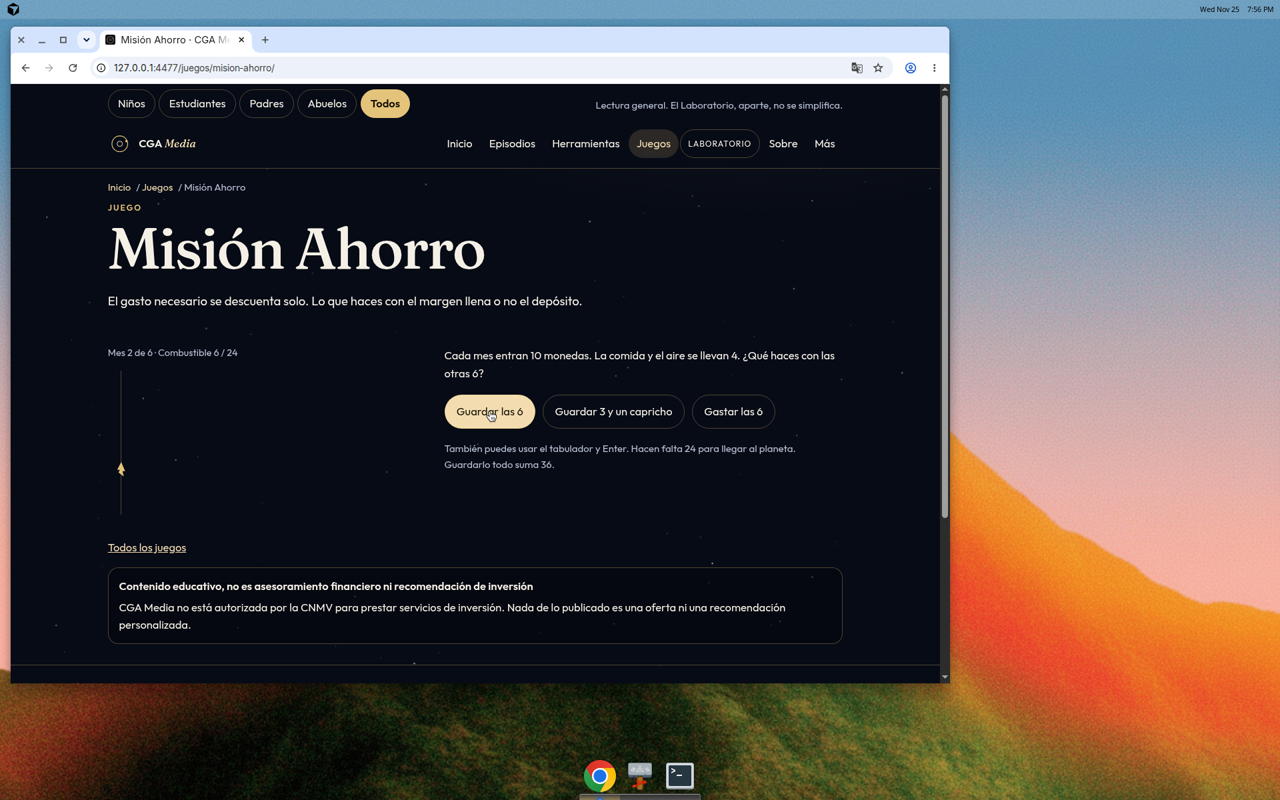 Wed Nov 25 7:56 PM
Misión Ahorro · CGA M
127.0.0.1:4477/juegos/mision-ahorro/
Niños Estudiantes Padres Abuelos Todos
Lectura general. El Laboratorio, aparte, no se simplifica.
CGA Media
Inicio Episodios Herramientas Juegos LABORATORIO Sobre Más
Inicio / Juegos / Misión Ahorro
JUEGO
Misión Ahorro
El gasto necesario se descuenta solo. Lo que haces con el margen llena o no el depósito.
Mes 2 de 6 · Combustible 6 / 24
Cada mes entran 10 monedas. La comida y el aire se llevan 4. ¿Qué haces con las
otras 6?
Guardar las 6 Guardar 3 y un capricho Gastar las 6
También puedes usar el tabulador y Enter. Hacen falta 24 para llegar al planeta.
Guardarlo todo suma 36.
Todos los juegos
Contenido educativo, no es asesoramiento financiero ni recomendación de inversión
CGA Media no está autorizada por la CNMV para prestar servicios de inversión. Nada de lo publicado es una oferta ni una recomendación
personalizada.